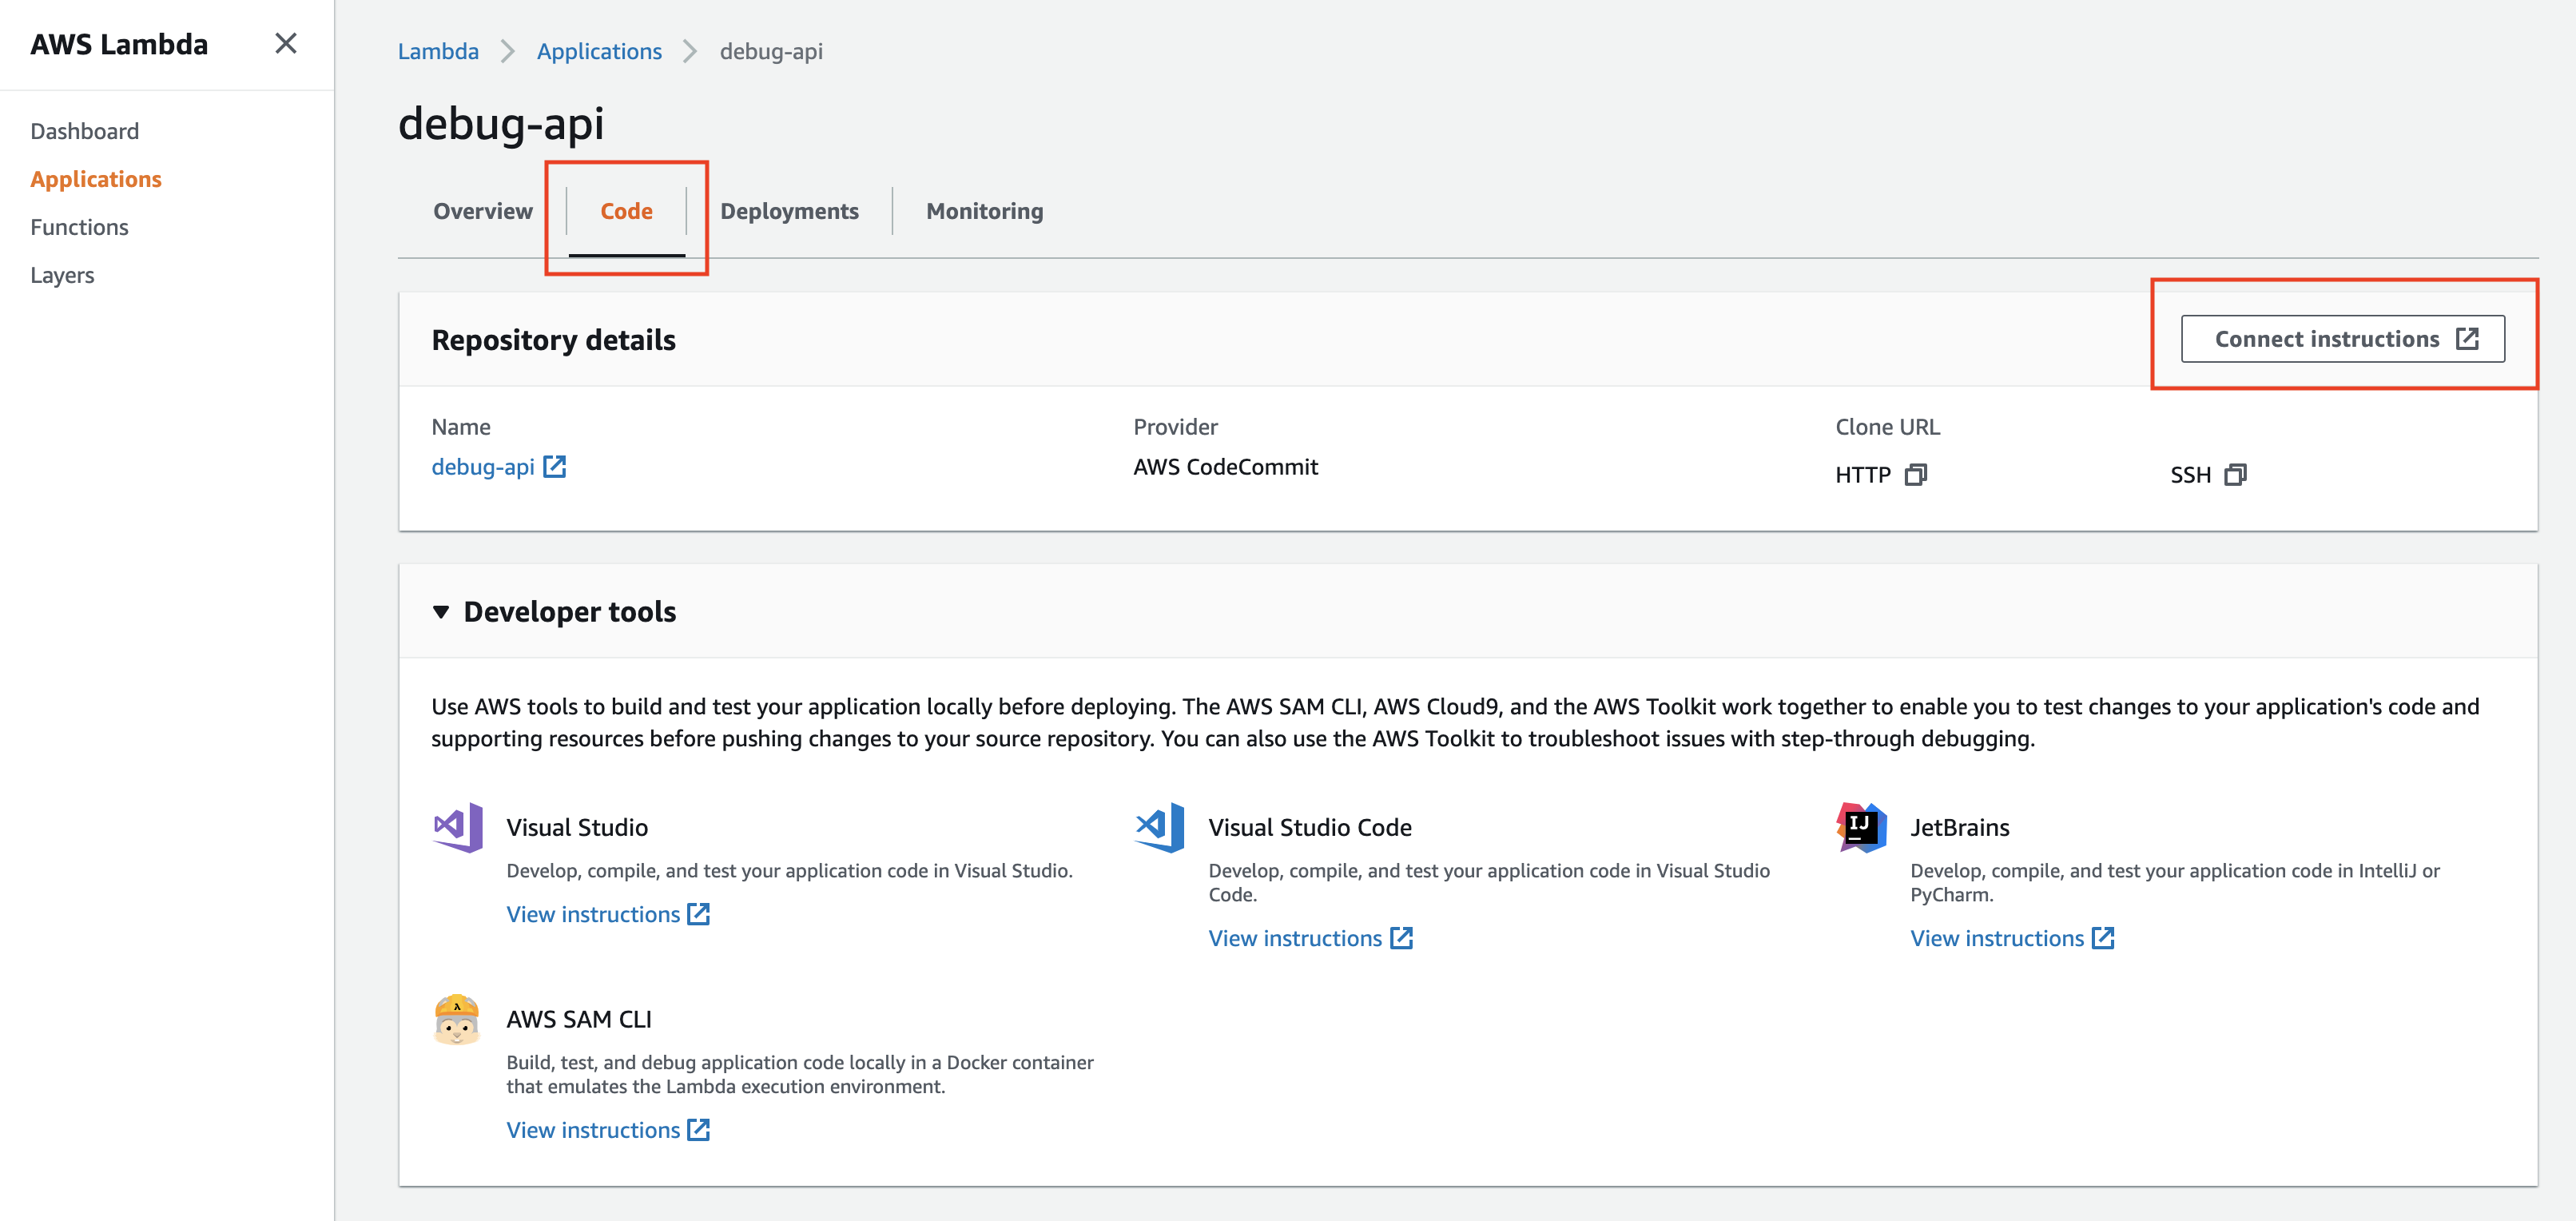 AWS Lambda
Dashboard
Applications
Functions
Layers
Lambda > Applications > debug-api
debug-api
Overview Code Deployments Monitoring
Repository details
Connect instructions
Name Provider Clone URL
debug-api AWS CodeCommit HTTP SSH
Developer tools
Use AWS tools to build and test your application locally before deploying. The AWS SAM CLI, AWS Cloud9, and the AWS Toolkit work together to enable you to test changes to your application's code and
supporting resources before pushing changes to your source repository. You can also use the AWS Toolkit to troubleshoot issues with step-through debugging.
Visual Studio
Develop, compile, and test your application code in Visual Studio.
View instructions
Visual Studio Code
Develop, compile, and test your application code in Visual Studio
Code.
View instructions
IJ
JetBrains
Develop, compile, and test your application code in IntelliJ or
PyCharm.
View instructions
λ
AWS SAM CLI
Build, test, and debug application code locally in a Docker container
that emulates the Lambda execution environment.
View instructions